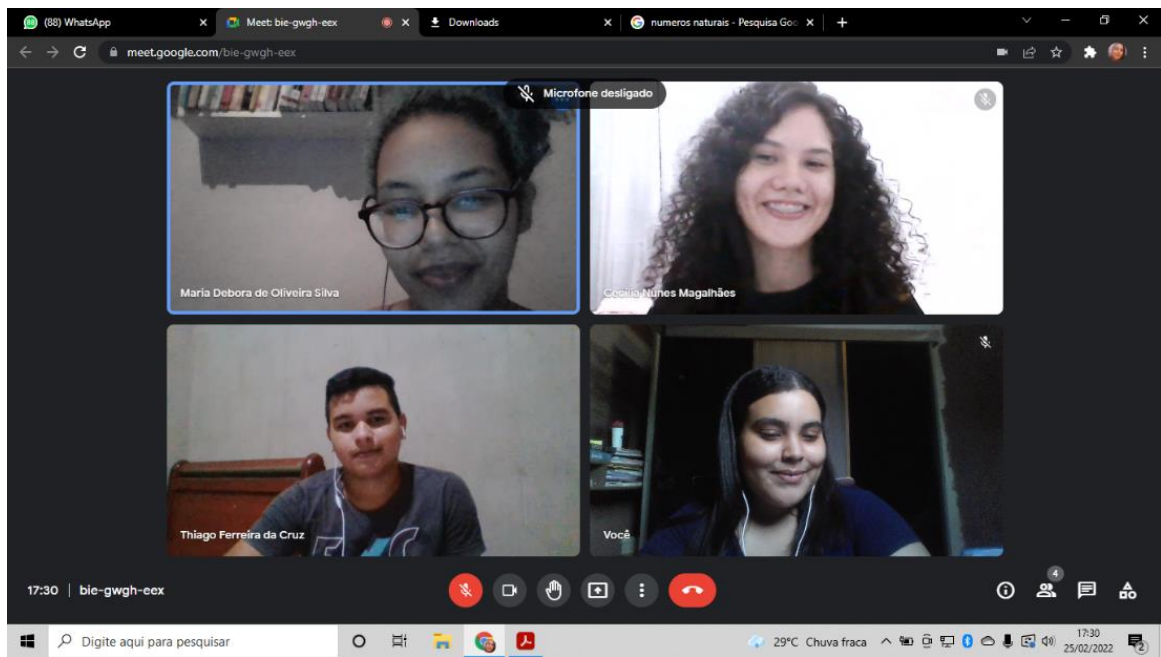 (88) WhatsApp
Meet: bie-gwgh-eex
Downloads
numeros naturais - Pesquisa Goo
meet.google.com/bie-gwgh-eex
Microfone desligado
Maria Debora de Oliveira Silva
Cecilia Nunes Magalhães
Thiago Ferreira da Cruz
Você
17:30 | bie-gwgh-eex
4
Digite aqui para pesquisar
29°C Chuva fraca
17:30
25/02/2022
2